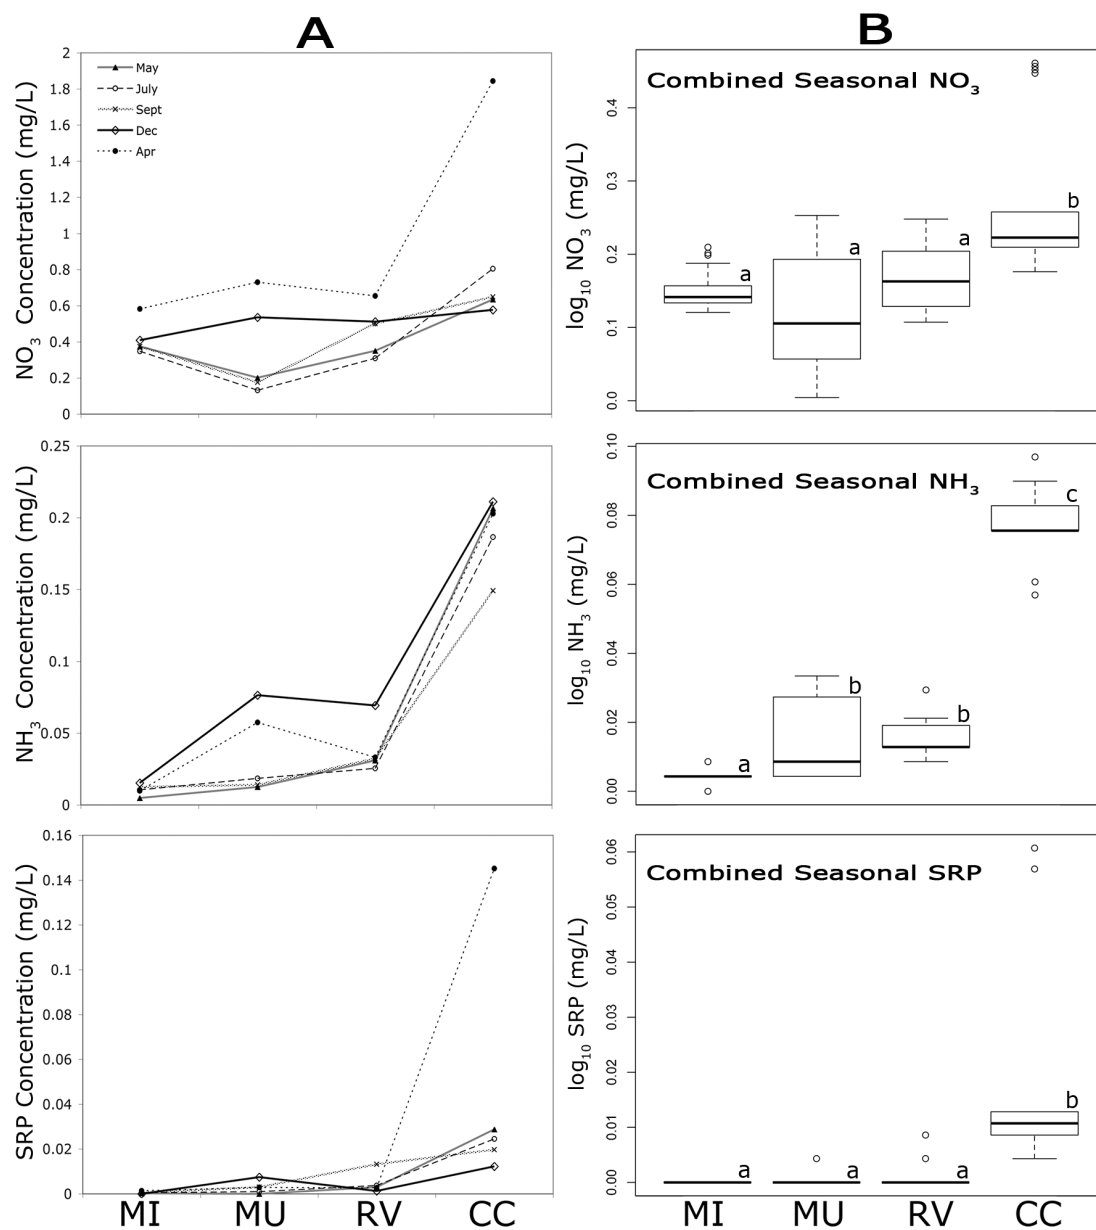 A
B
NO3 Concentration (mg/L)
2
1.8
1.6
1.4
1.2
1
0.8
0.6
0.4
0.2
0
May
July
Sept
Dec
Apr
log10 NO3 (mg/L)
0.4
0.3
0.2
0.1
0.0
Combined Seasonal NO3
a
a
a
b
NH3 Concentration (mg/L)
0.25
0.2
0.15
0.1
0.05
0
log10 NH3 (mg/L)
0.10
0.08
0.06
0.04
0.02
0.00
Combined Seasonal NH3
a
b
b
c
SRP Concentration (mg/L)
0.16
0.14
0.12
0.1
0.08
0.06
0.04
0.02
0
MI MU RV CC
log10 SRP (mg/L)
0.06
0.05
0.04
0.03
0.02
0.01
0.00
Combined Seasonal SRP
a
a
a
b
MI MU RV CC